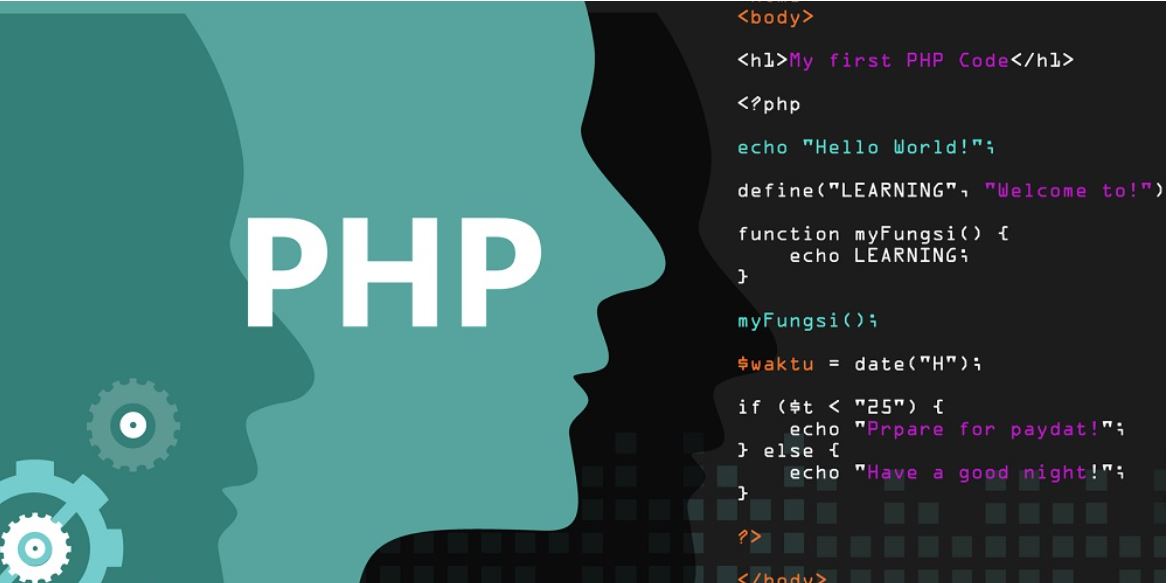 PHP
<body>
<h1>My first PHP Code</h1>
<?php
echo "Hello World!";
define("LEARNING", "Welcome to!")
function myFungsi() {
    echo LEARNING;
}
myFungsi();
$waktu = date("H");
if ($t < "25") {
    echo "Prpare for paydat!";
} else {
    echo "Have a good night!";
}
?>
</body>